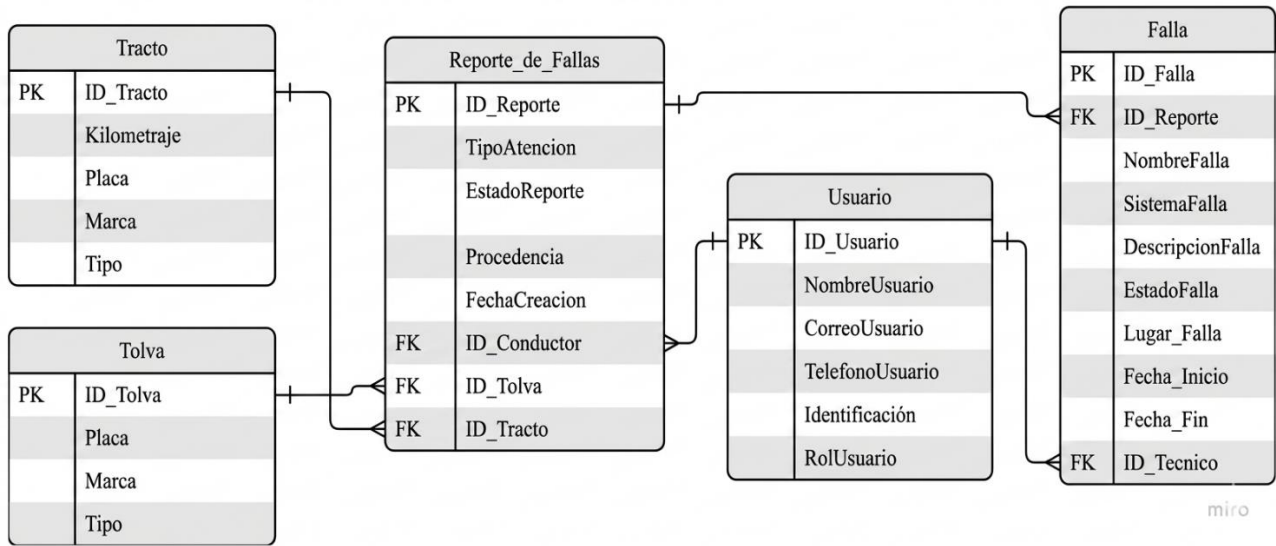 Tracto
PK ID_Tracto
Kilometraje
Placa
Marca
Tipo
Tolva
PK ID_Tolva
Placa
Marca
Tipo
Reporte_de_Fallas
PK ID_Reporte
TipoAtencion
EstadoReporte
Procedencia
FechaCreacion
FK ID_Conductor
FK ID_Tolva
FK ID_Tracto
Usuario
PK ID_Usuario
NombreUsuario
CorreoUsuario
TelefonoUsuario
Identificación
RolUsuario
Falla
PK ID_Falla
FK ID_Reporte
NombreFalla
SistemaFalla
DescripcionFalla
EstadoFalla
Lugar_Falla
Fecha_Inicio
Fecha_Fin
FK ID_Tecnico
miro